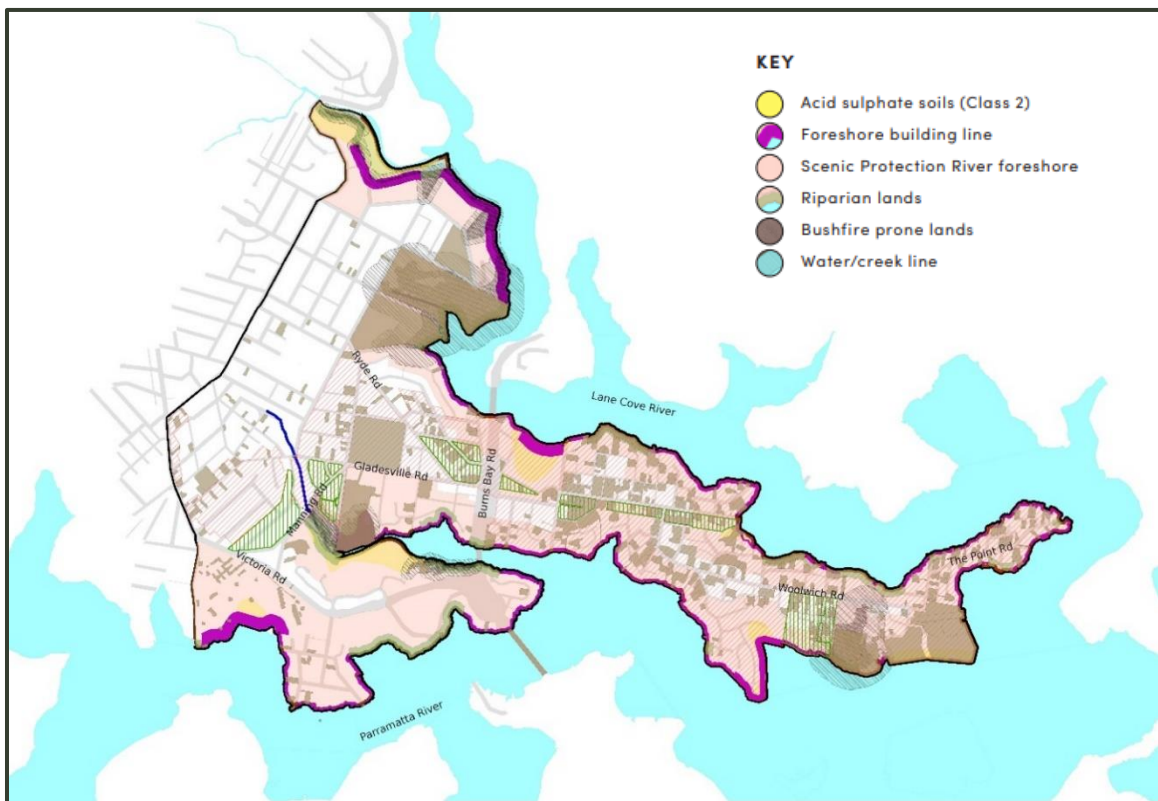 KEY
Acid sulphate soils (Class 2)
Foreshore building line
Scenic Protection River foreshore
Riparian lands
Bushfire prone lands
Water/creek line
Ryde Rd
Lane Cove River
Gladesville Rd
Burns Bay Rd
Manning Rd
Victoria Rd
The Point Rd
Woolwich Rd
Parramatta River